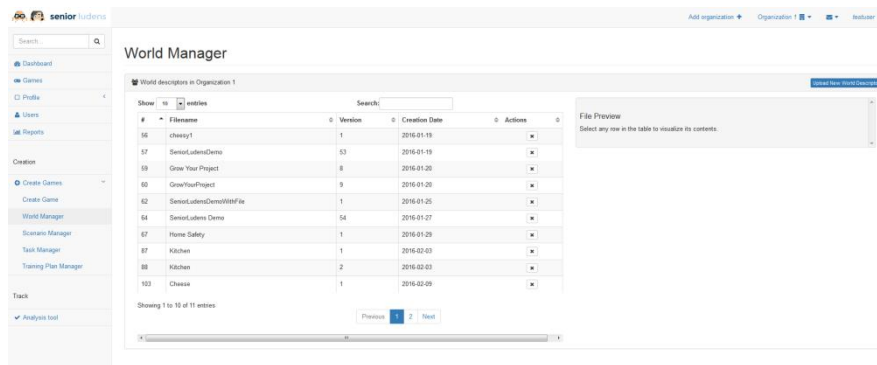 senior ludens
Add organization + Organization 1 testuser
Search...
Dashboard
Games
Profile
Users
Reports
Creation
Create Games
Create Game
World Manager
Scenario Manager
Task Manager
Training Plan Manager
Track
Analysis tool
World Manager
World descriptors in Organization 1
Upload New World Descripto
Show 10 entries Search:
# Filename Version Creation Date Actions
56 cheesy1 1 2016-01-19
57 SeniorLudensDemo 53 2016-01-19
59 Grow Your Project 8 2016-01-20
60 GrowYourProject 9 2016-01-20
62 SeniorLudensDemoWithFile 1 2016-01-25
64 SeniorLudens Demo 54 2016-01-27
67 Home Safety 1 2016-01-29
87 Kitchen 1 2016-02-03
88 Kitchen 2 2016-02-03
103 Cheese 1 2016-02-09
Showing 1 to 10 of 11 entries
Previous 1 2 Next
File Preview
Select any row in the table to visualize its contents.